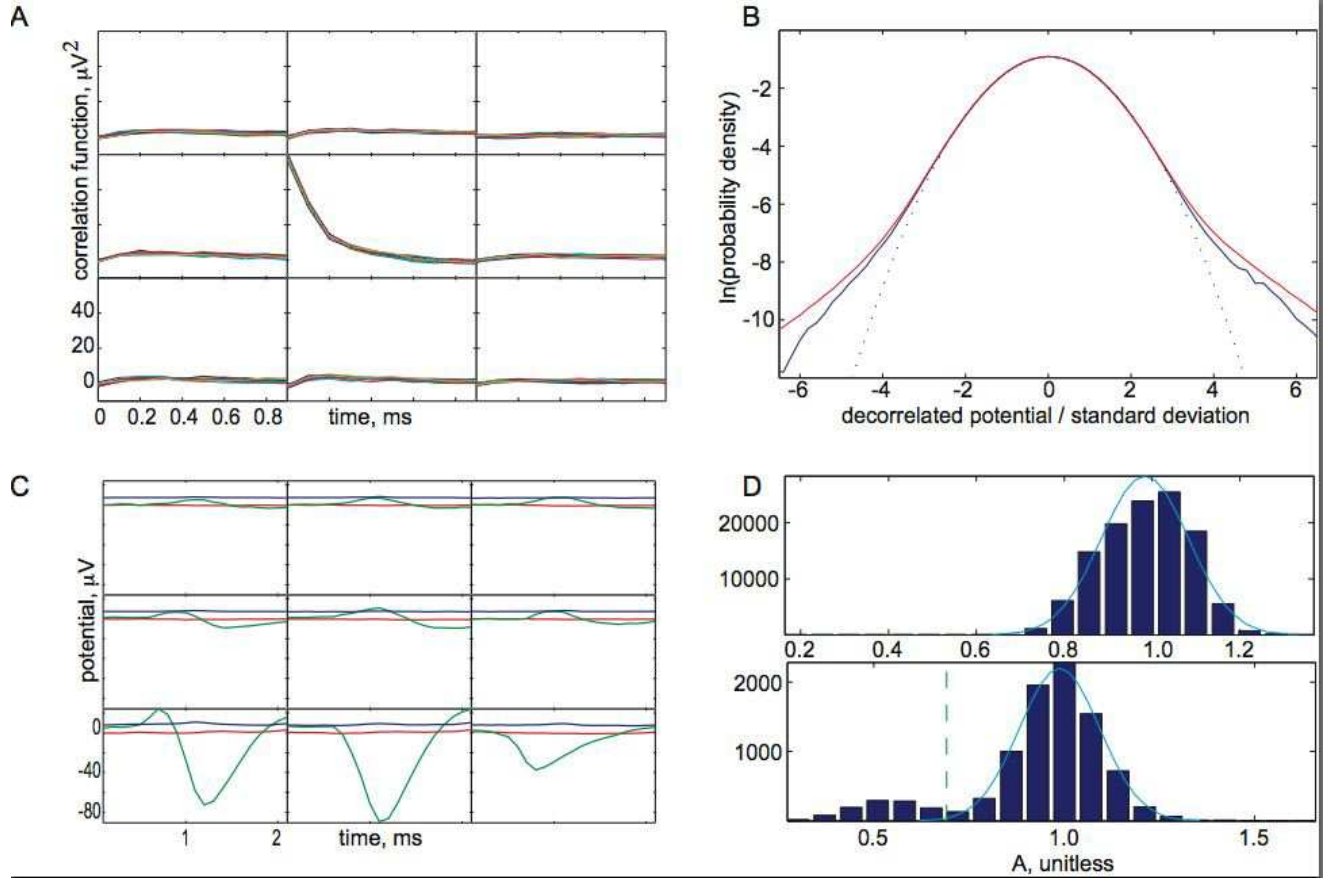 A
correlation function, μV²
40
20
0
0 0.2 0.4 0.6 0.8 time, ms
B
ln(probability density)
-2
-4
-6
-8
-10
-6 -4 -2 0 2 4 6
decorrelated potential / standard deviation
C
potential, μV
0
-40
-80
1 2
time, ms
D
20000
10000
0.2 0.4 0.6 0.8 1.0 1.2
2000
1000
0.5 1.0 1.5
A, unitless